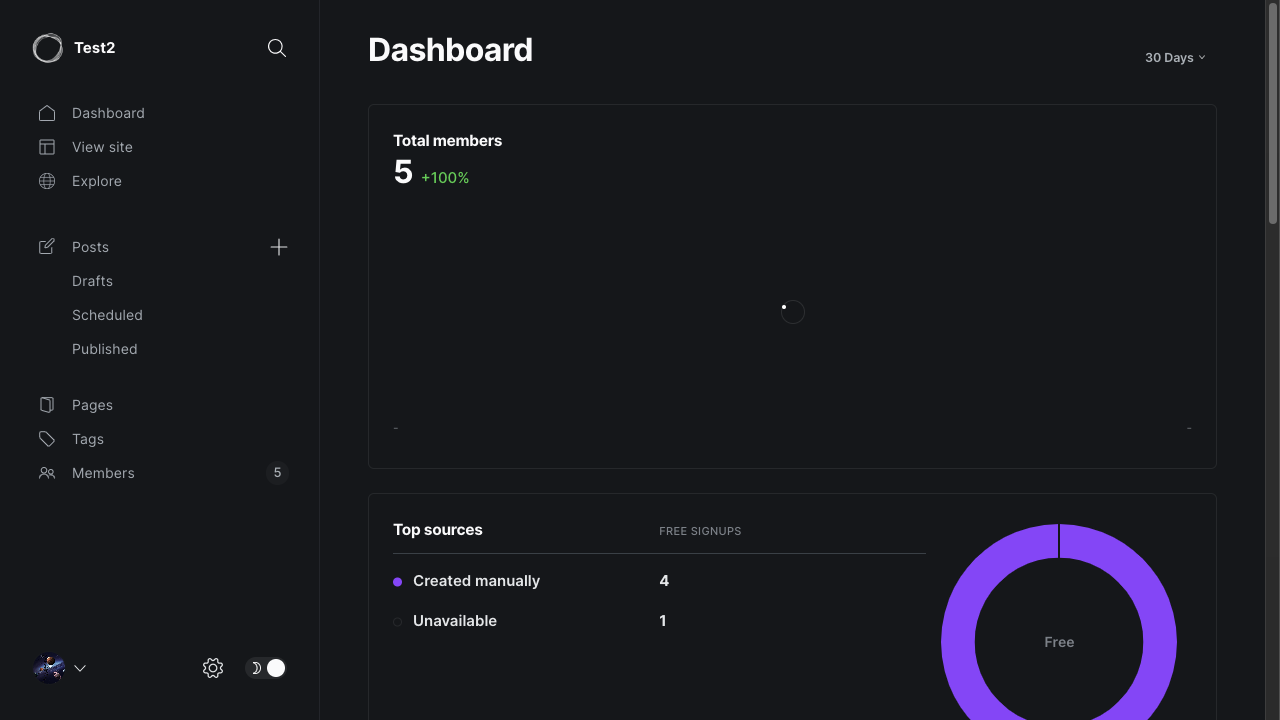 Test2
Dashboard
View site
Explore
Posts
Drafts
Scheduled
Published
Pages
Tags
Members 5
Dashboard
30 Days
Total members
5 +100%
- -
Top sources FREE SIGNUPS
Created manually 4
Unavailable 1
Free